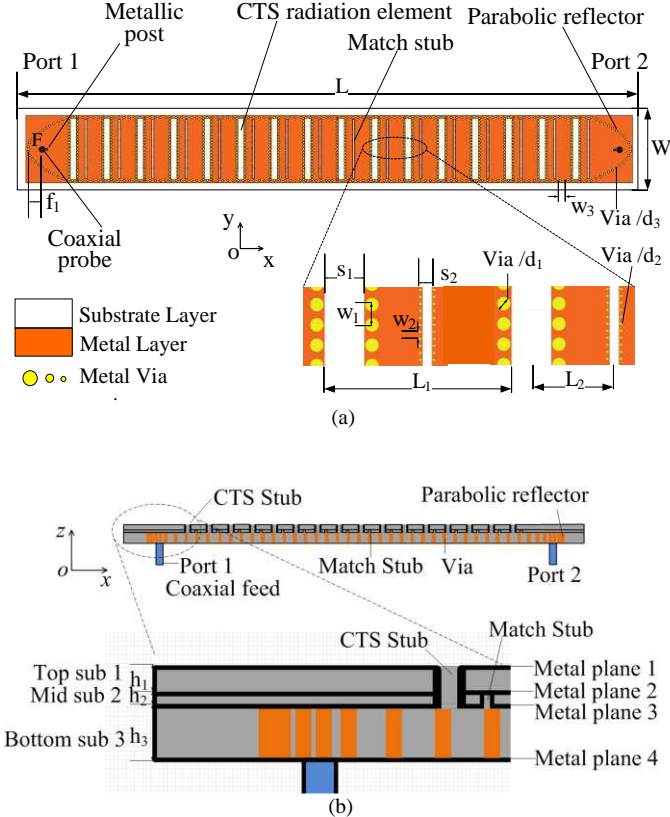 Metallic post
CTS radiation element
Parabolic reflector
Match stub
Port 1
Port 2
L
F
W
f1
w3
Coaxial probe
Via /d3
y
o
x
s1
s2
Via /d1
Via /d2
w1
w2
Substrate Layer
Metal Layer
Metal Via
L1
L2
(a)
CTS Stub
Parabolic reflector
z
o
x
Port 1
Coaxial feed
Match Stub
Via
Port 2
CTS Stub
Match Stub
Top sub 1
h1
Metal plane 1
Mid sub 2
h2
Metal plane 2
Metal plane 3
Bottom sub 3
h3
Metal plane 4
(b)